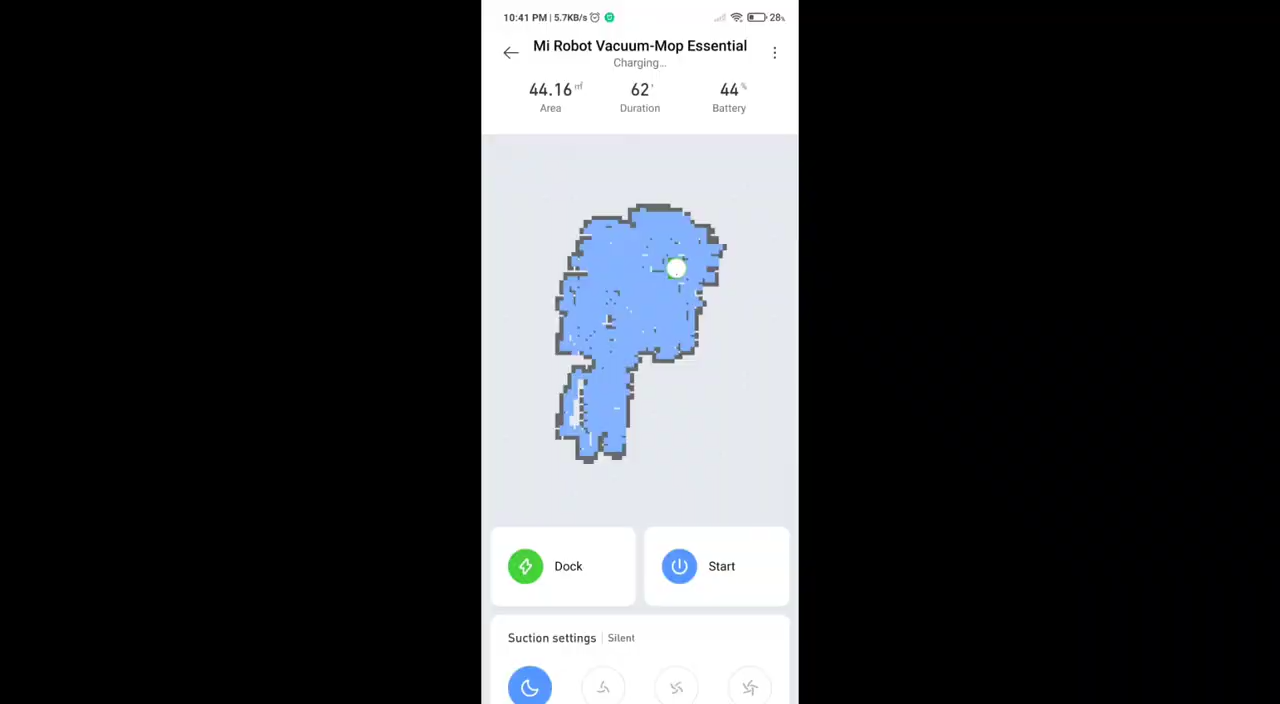 10:41 PM | 5.7KB/s 28%
Mi Robot Vacuum-Mop Essential
Charging...
44.16 ㎡ 62 ' 44 %
Area Duration Battery
Dock Start
Suction settings | Silent